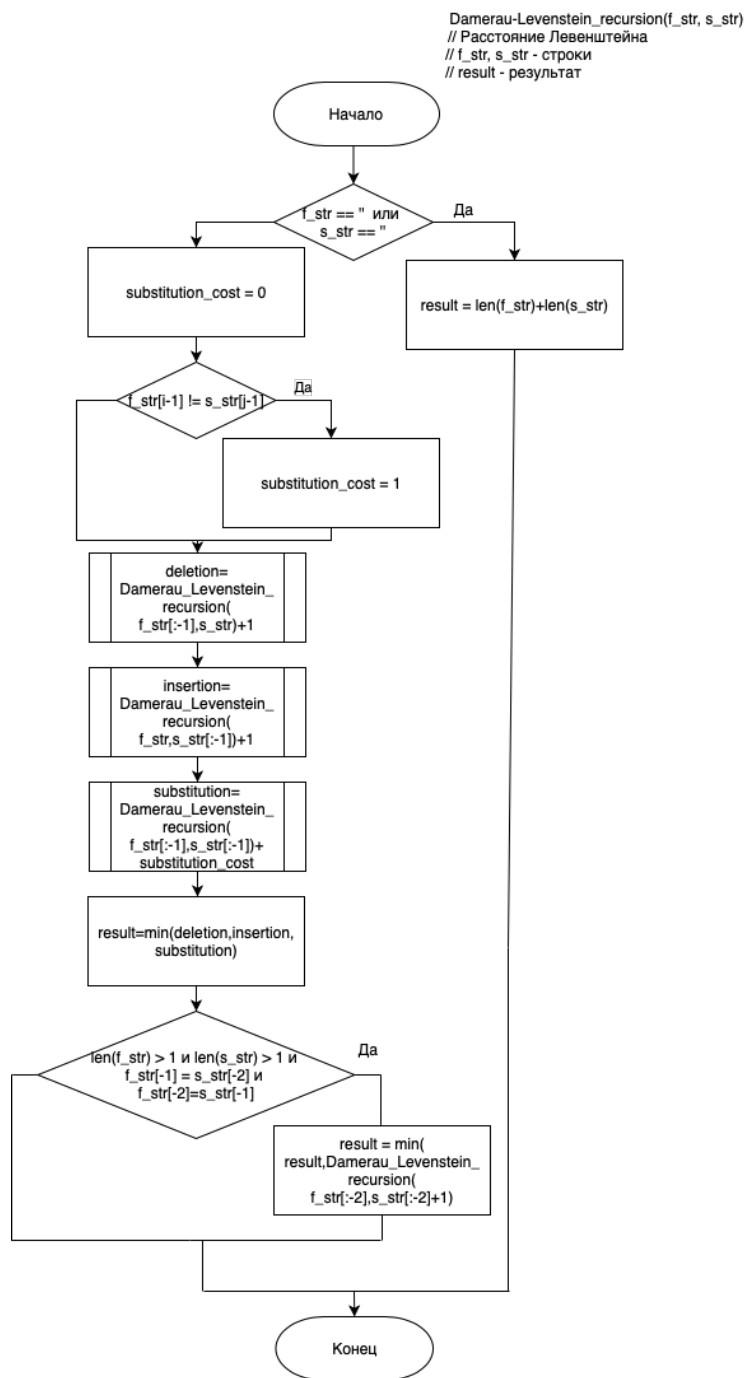 Damerau-Levenstein_recursion(f_str, s_str)
// Расстояние Левенштейна
// f_str, s_str - строки
// result - результат
Начало
f_str == " или
s_str == "
Да
substitution_cost = 0
result = len(f_str)+len(s_str)
f_str[i-1] != s_str[j-1]
Да
substitution_cost = 1
deletion=
Damerau_Levenstein_
recursion(
f_str[:-1],s_str)+1
insertion=
Damerau_Levenstein_
recursion(
f_str,s_str[:-1])+1
substitution=
Damerau_Levenstein_
recursion(
f_str[:-1],s_str[:-1])+
substitution_cost
result=min(deletion,insertion,
substitution)
len(f_str) > 1 и len(s_str) > 1 и
f_str[-1] = s_str[-2] и
f_str[-2]=s_str[-1]
Да
result = min(
result,Damerau_Levenstein_
recursion(
f_str[:-2],s_str[:-2]+1)
Конец